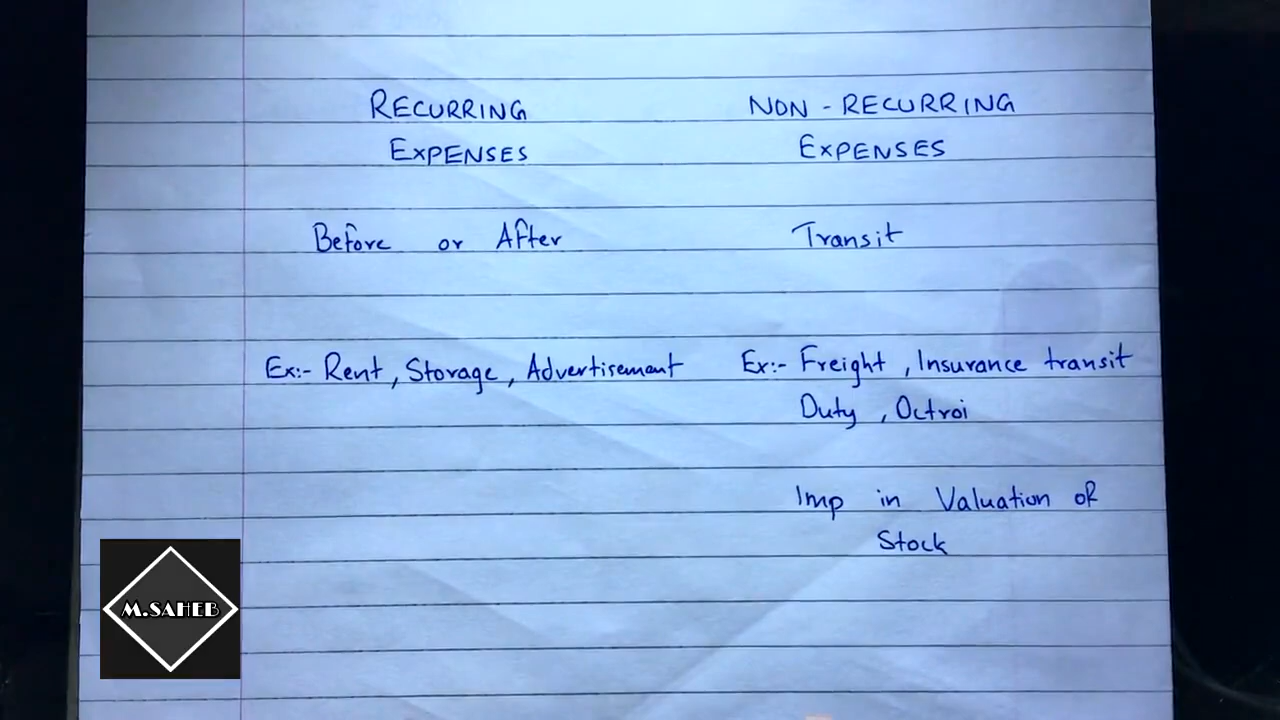 RECURRING
EXPENSES
NON-RECURRING
EXPENSES
Before or After
Transit
Ex:- Rent, Storage, Advertisement
Ex:- Freight, Insurance transit
Duty, Octroi
Imp in Valuation of
Stock
M.SAHEB